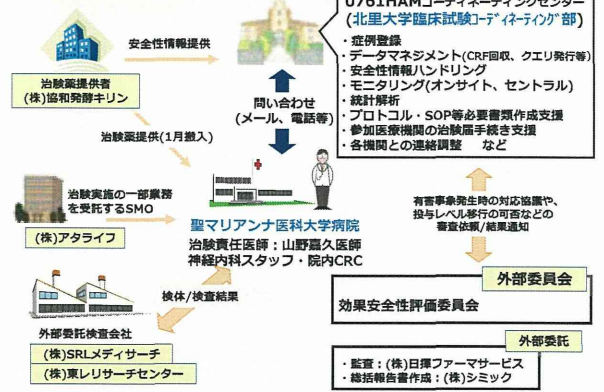 0761HAMコーディネーティングセンター
(北里大学臨床試験コーディネーティング部)
・症例登録
・データマネジメント(CRF回収、クエリ発行等)
・安全性情報ハンドリング
・モニタリング(オンサイト、セントラル)
・統計解析
・プロトコル・SOP等必要書類作成支援
・参加医療機関の治験届手続き支援
・各機関との連絡調整 など
安全性情報提供
治験薬提供者
(株)協和発酵キリン
問い合わせ
(メール、電話等)
治験薬提供(1月搬入)
治験実施の一部業務
を受託するSMO
(株)アタライフ
聖マリアンナ医科大学病院
治験責任医師：山野嘉久医師
神経内科スタッフ・院内CRC
有害事象発生時の対応協議や、
投与レベル移行の可否などの
審査依頼/結果通知
検体/検査結果
外部委託検査会社
(株)SRLメディサーチ
(株)東レリサーチセンター
外部委員会
効果安全性評価委員会
外部委託
・監査：(株)日揮ファーマサービス
・総括報告書作成：(株)シミック